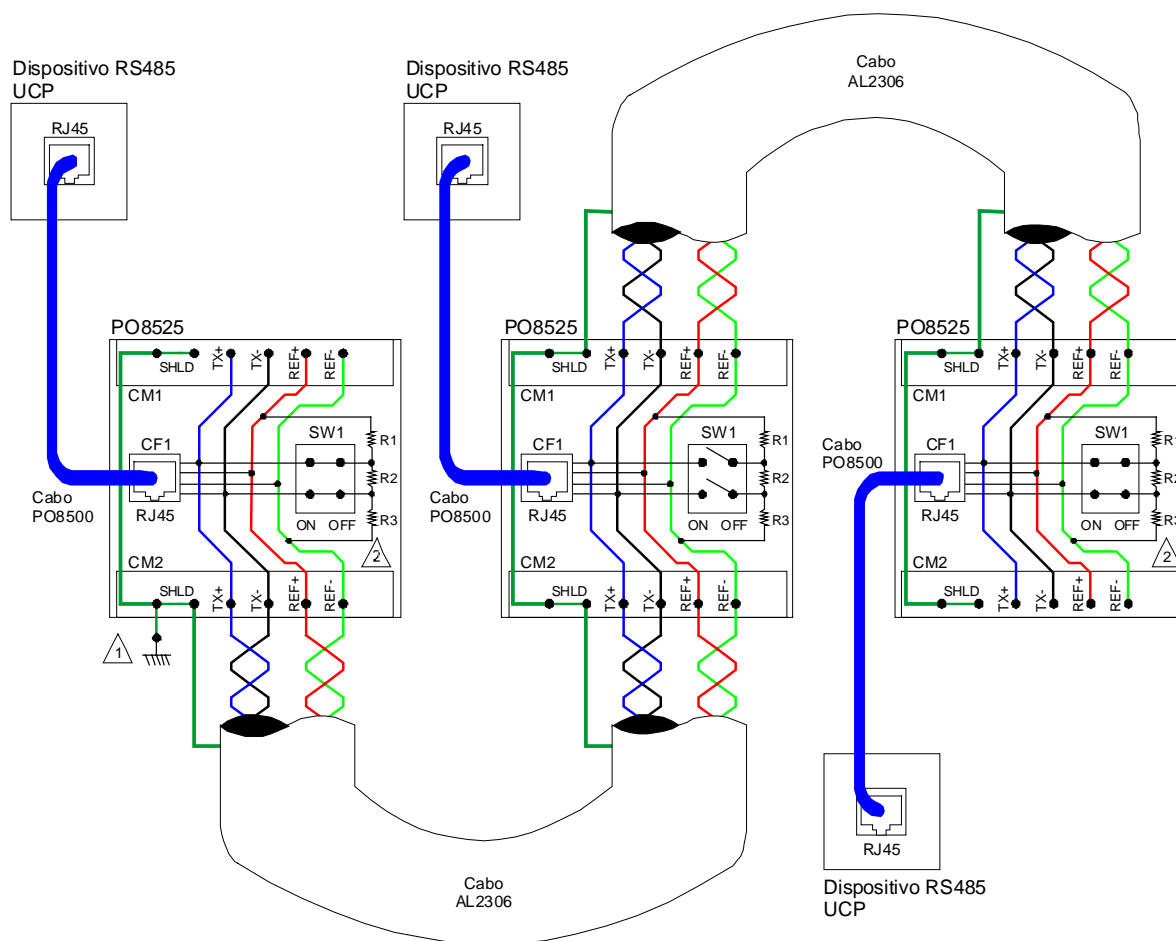 Cabo
AL2306
Dispositivo RS485
UCP
RJ45
Dispositivo RS485
UCP
RJ45
PO8525
SHLD
TX+
TX-
REF+
REF-
CM1
CF1
SW1
R1
R2
R3
RJ45
ON OFF
Cabo
PO8500
2
CM2
SHLD
TX+
TX-
REF+
REF-
1
PO8525
SHLD
TX+
TX-
REF+
REF-
CM1
CF1
SW1
R1
R2
R3
RJ45
ON OFF
Cabo
PO8500
CM2
SHLD
TX+
TX-
REF+
REF-
PO8525
SHLD
TX+
TX-
REF+
REF-
CM1
Cabo
PO8500
CF1
SW1
R1
R2
R3
RJ45
ON OFF
2
CM2
SHLD
TX+
TX-
REF+
REF-
Cabo
AL2306
RJ45
Dispositivo RS485
UCP